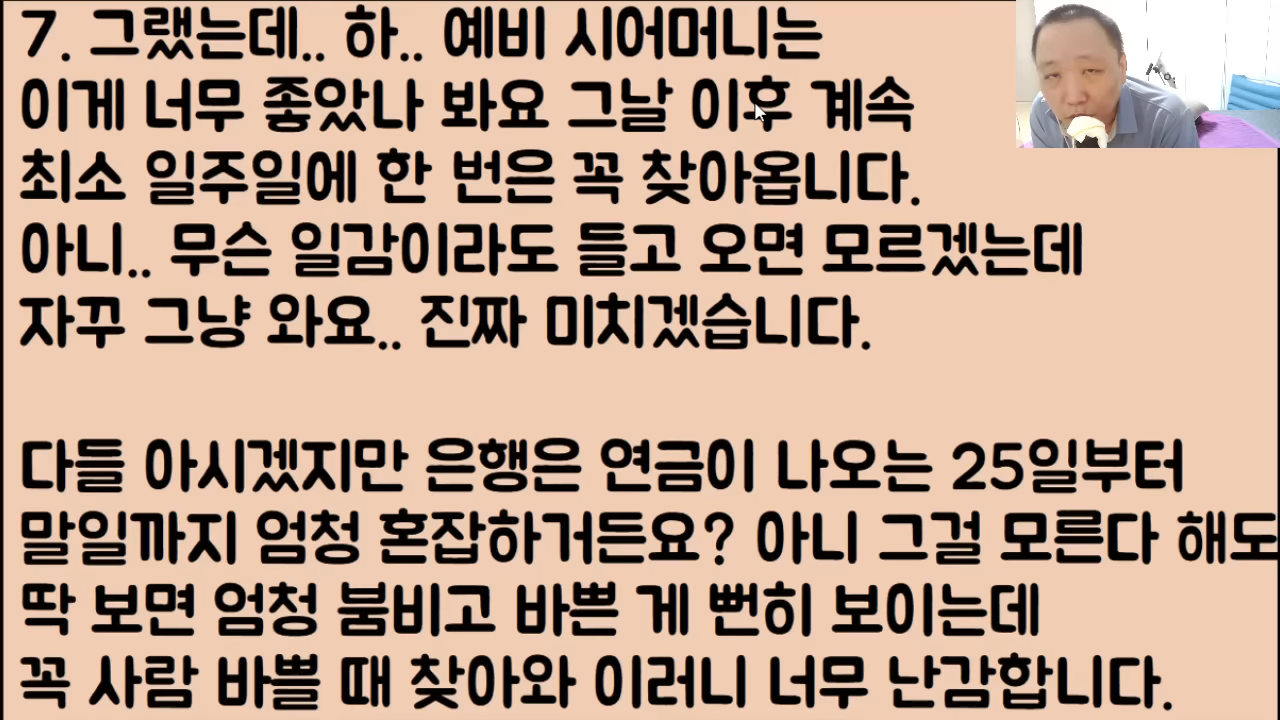 7. 그랬는데.. 하.. 예비 시어머니는
이게 너무 좋았나 봐요 그날 이후 계속
최소 일주일에 한 번은 꼭 찾아옵니다.
아니.. 무슨 일감이라도 들고 오면 모르겠는데
자꾸 그냥 와요.. 진짜 미치겠습니다.
다들 아시겠지만 은행은 연금이 나오는 25일부터
말일까지 엄청 혼잡하거든요? 아니 그걸 모른다 해도
딱 보면 엄청 붐비고 바쁜 게 뻔히 보이는데
꼭 사람 바쁠 때 찾아와 이러니 너무 난감합니다.